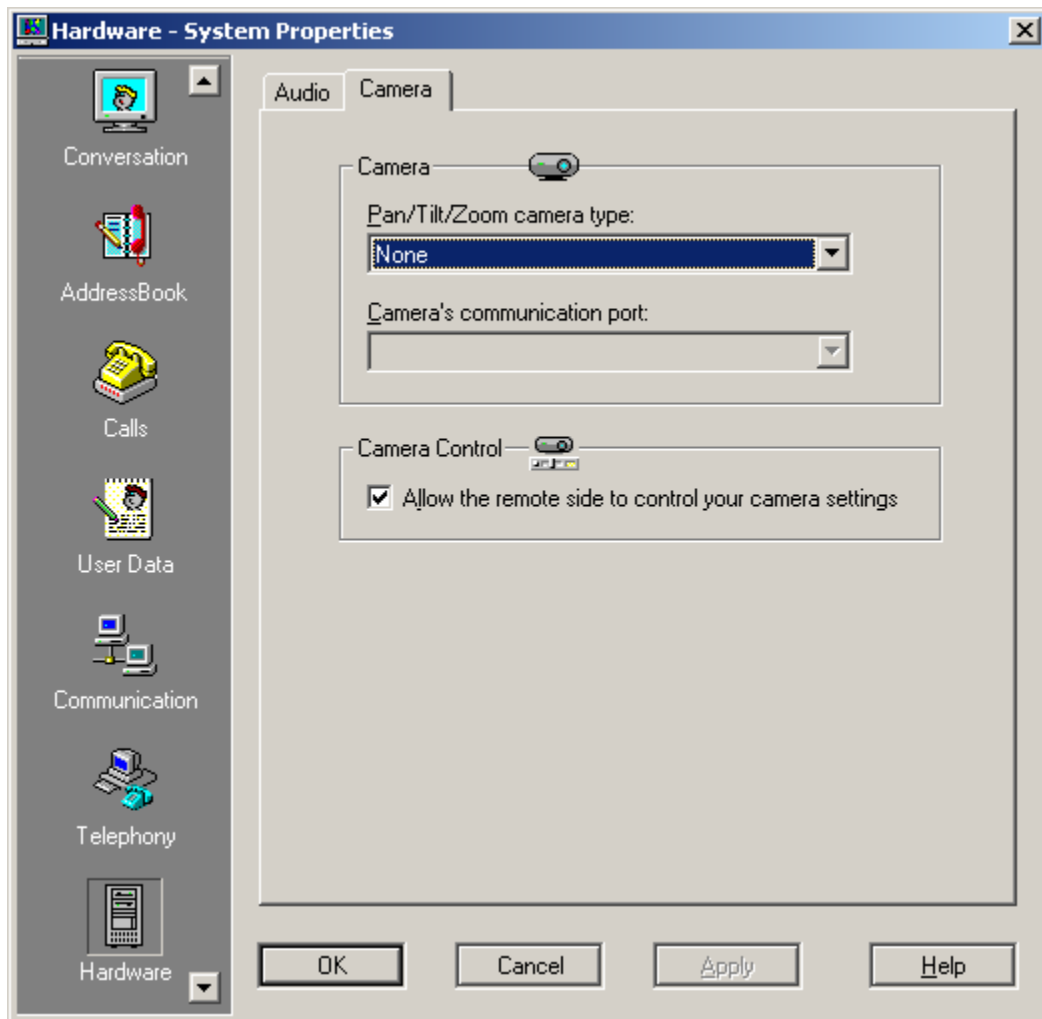 Hardware - System Properties
Conversation
AddressBook
Calls
User Data
Communication
Telephony
Hardware
Audio
Camera
Camera
Pan/Tilt/Zoom camera type:
None
Camera's communication port:
Camera Control
Allow the remote side to control your camera settings
OK
Cancel
Apply
Help